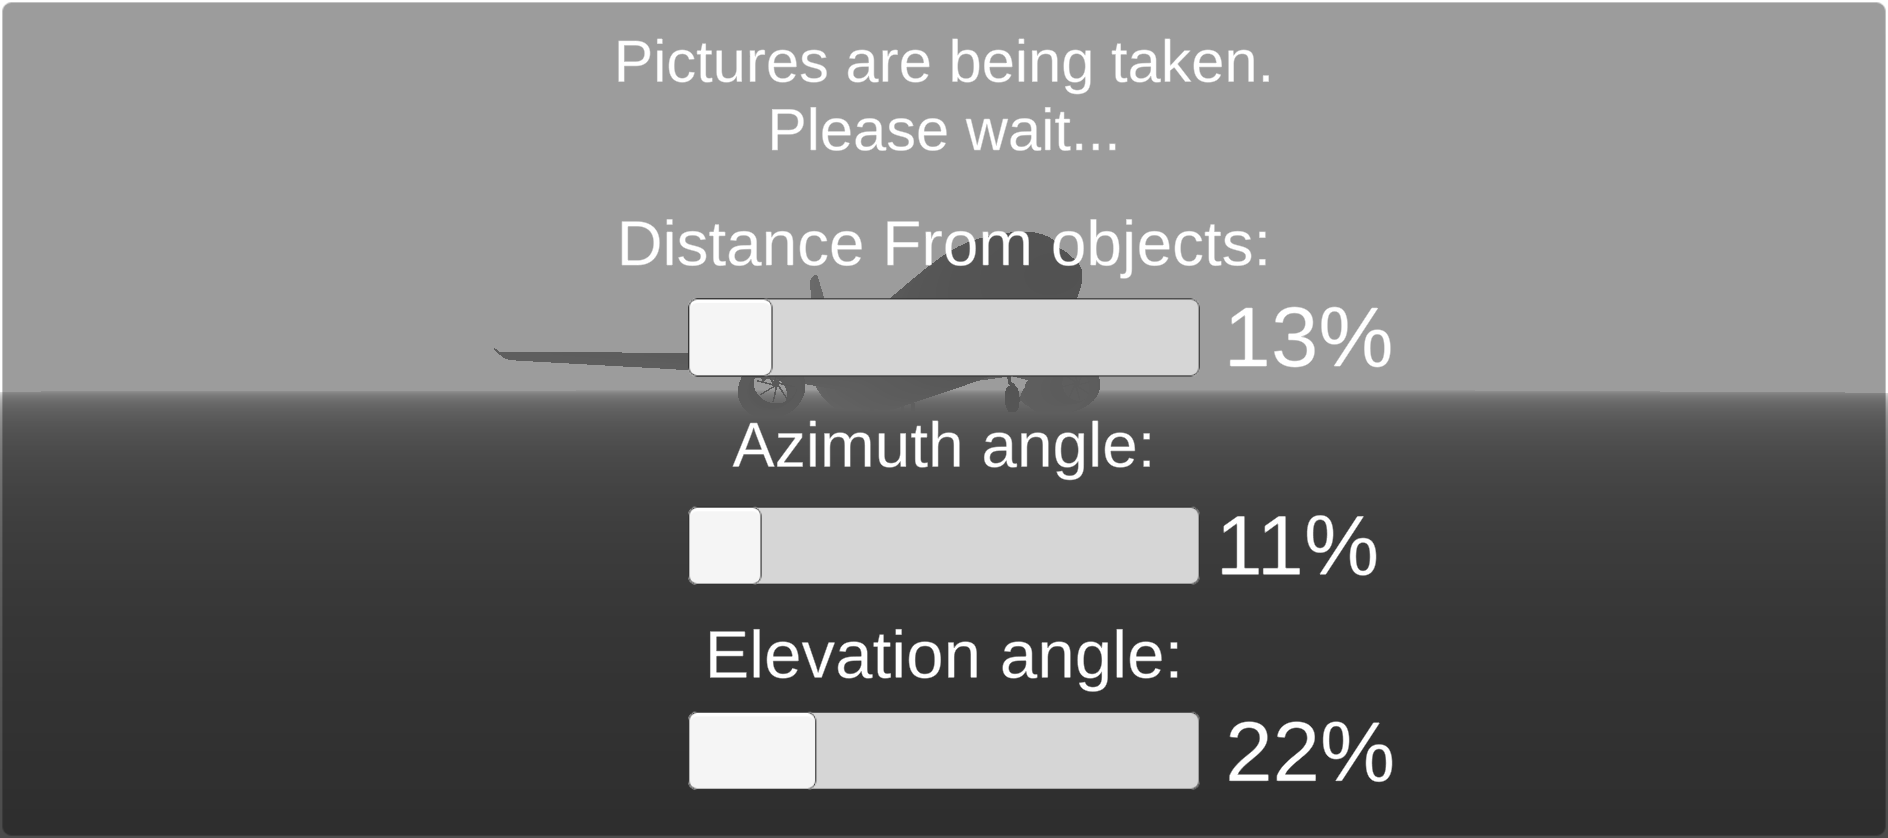 Pictures are being taken.
Please wait...
Distance From objects:
13%
Azimuth angle:
11%
Elevation angle:
22%